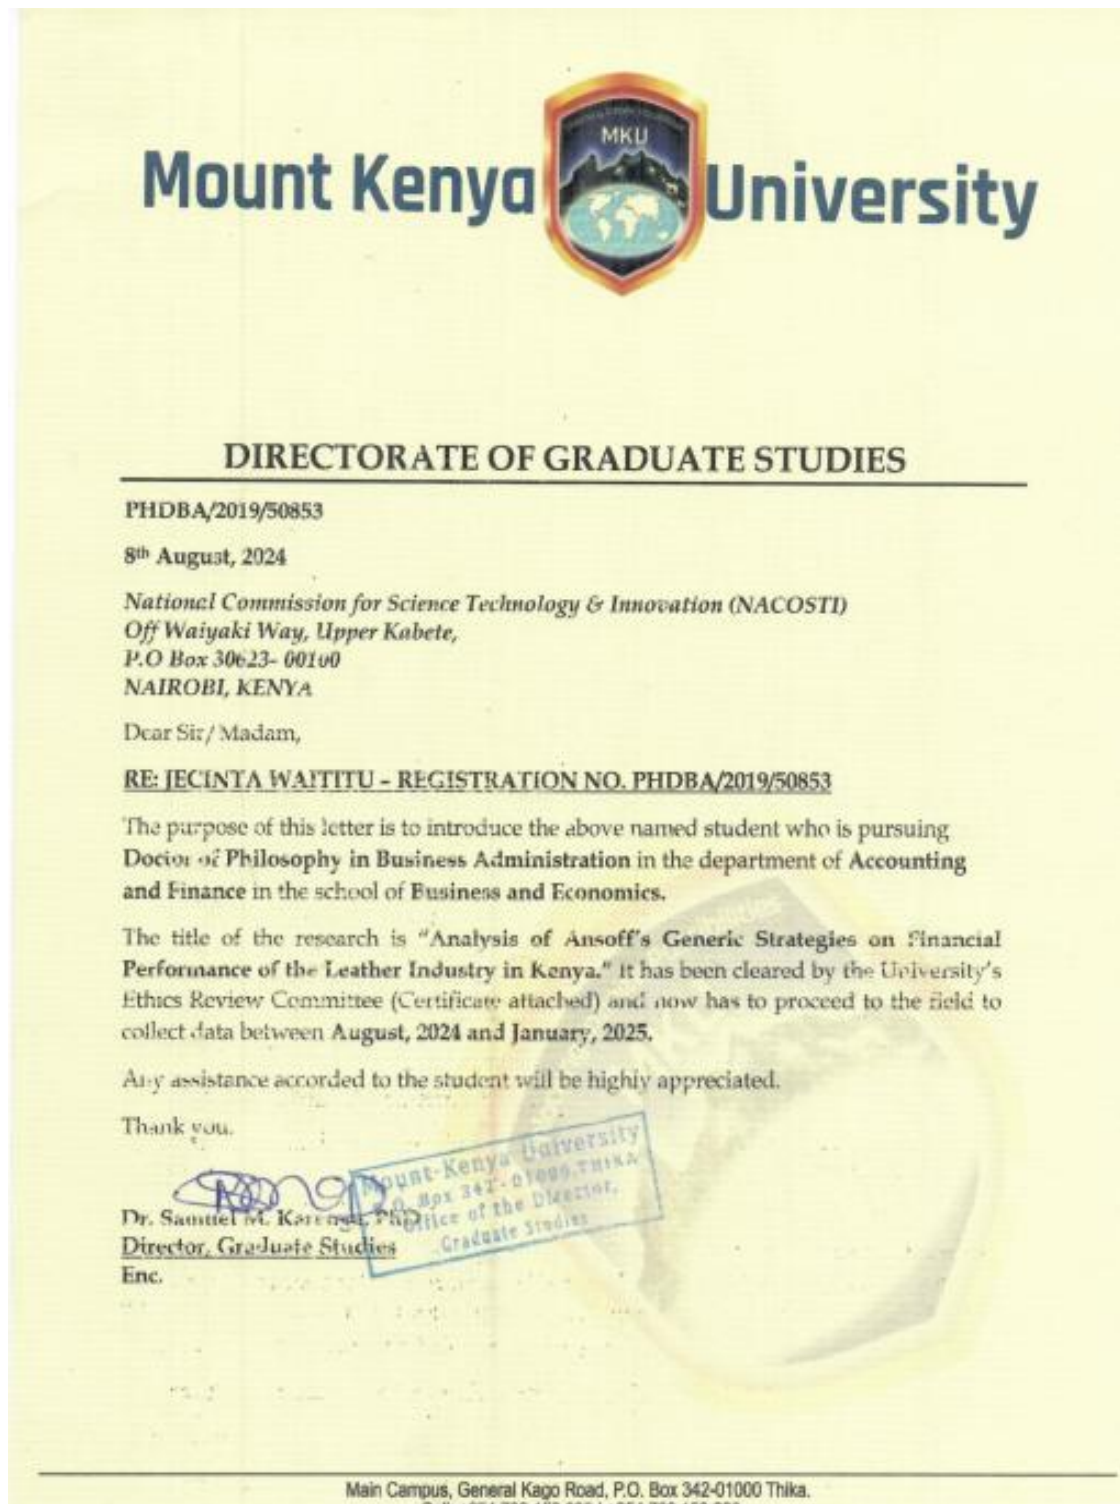 Mount Kenya University
MKU
DIRECTORATE OF GRADUATE STUDIES
PHDBA/2019/50853
8th August, 2024
National Commission for Science Technology & Innovation (NACOSTI)
Off Waiyaki Way, Upper Kabete,
P.O Box 30623- 00100
NAIROBI, KENYA
Dear Sir/ Madam,
RE: JECINTA WAITITU – REGISTRATION NO. PHDBA/2019/50853
The purpose of this letter is to introduce the above named student who is pursuing
Doctor of Philosophy in Business Administration in the department of Accounting
and Finance in the school of Business and Economics.
The title of the research is “Analysis of Ansoff's Generic Strategies on Financial
Performance of the Leather Industry in Kenya.” It has been cleared by the University's
Ethics Review Committee (Certificate attached) and now has to proceed to the field to
collect data between August, 2024 and January, 2025.
Any assistance accorded to the student will be highly appreciated.
Thank you.
Mount Kenya University
P.O. Box 342-01000, THIKA
Office of the Director,
Graduate Studies
Dr. Samuel M. PhD
Director, Graduate Studies
Enc.
Main Campus, General Kago Road, P.O. Box 342-01000 Thika.